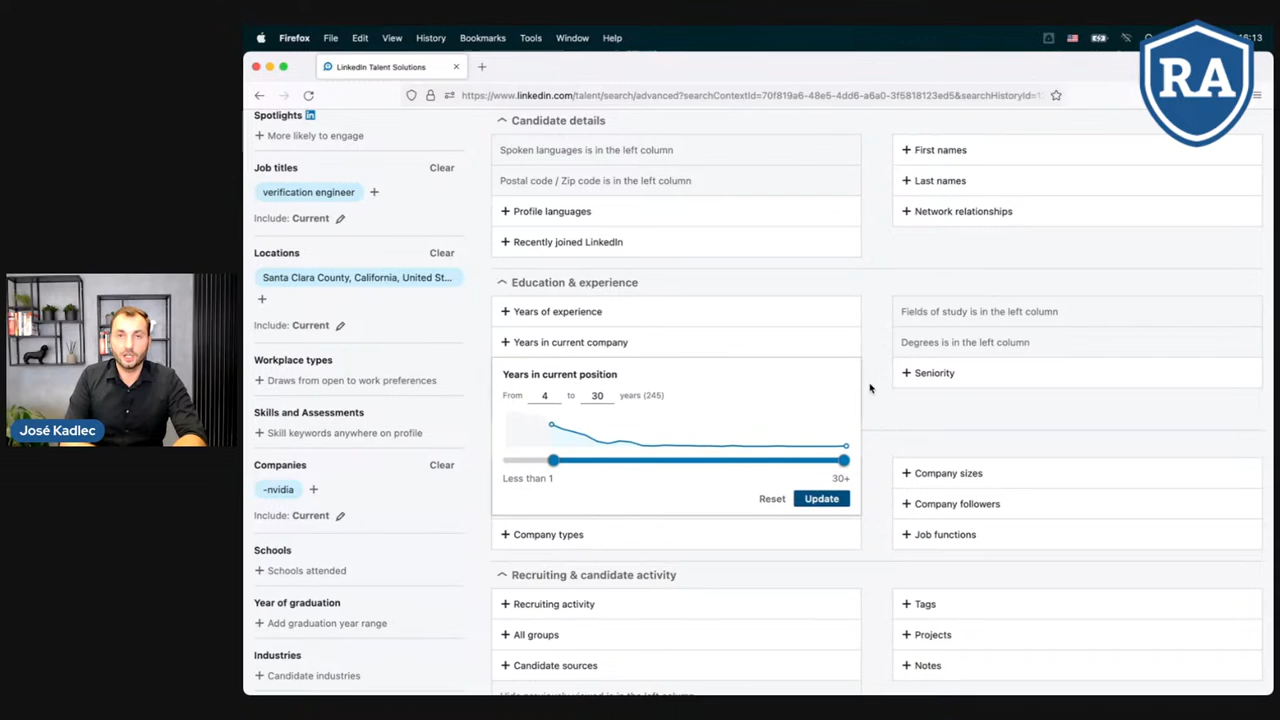 Firefox File Edit View History Bookmarks Tools Window Help
RA
LinkedIn Talent Solutions
https://www.linkedin.com/talent/search/advanced?searchContextId=70f819a6-48e5-4dd6-a6a0-3f5818123ed5&searchHistoryId=
Spotlights in
+ More likely to engage
Job titles Clear
verification engineer +
Include: Current
Locations Clear
Santa Clara County, California, United St...
+
Include: Current
Workplace types
+ Draws from open to work preferences
Skills and Assessments
+ Skill keywords anywhere on profile
Companies Clear
-nvidia +
Include: Current
Schools
+ Schools attended
Year of graduation
+ Add graduation year range
Industries
+ Candidate industries
Candidate details
Spoken languages is in the left column
Postal code / Zip code is in the left column
+ Profile languages
+ Recently joined LinkedIn
+ First names
+ Last names
+ Network relationships
Education & experience
+ Years of experience
+ Years in current company
Years in current position
From 4 to 30 years (245)
Less than 1 30+
Reset Update
Fields of study is in the left column
Degrees is in the left column
+ Seniority
+ Company types
+ Company sizes
+ Company followers
+ Job functions
Recruiting & candidate activity
+ Recruiting activity
+ All groups
+ Candidate sources
+ Tags
+ Projects
+ Notes
José Kadlec